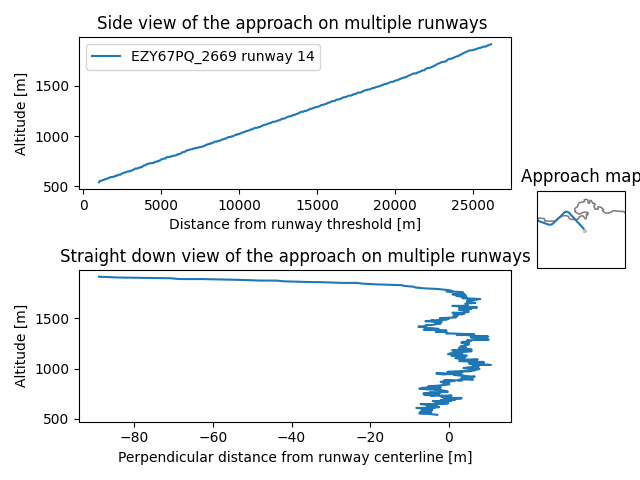 Side view of the approach on multiple runways
EZY67PQ_2669 runway 14
Altitude [m]
1500
1000
500
0
5000
10000
15000
20000
25000
Distance from runway threshold [m]
Approach map
Straight down view of the approach on multiple runways
Altitude [m]
1500
1000
500
−80
−60
−40
−20
0
Perpendicular distance from runway centerline [m]